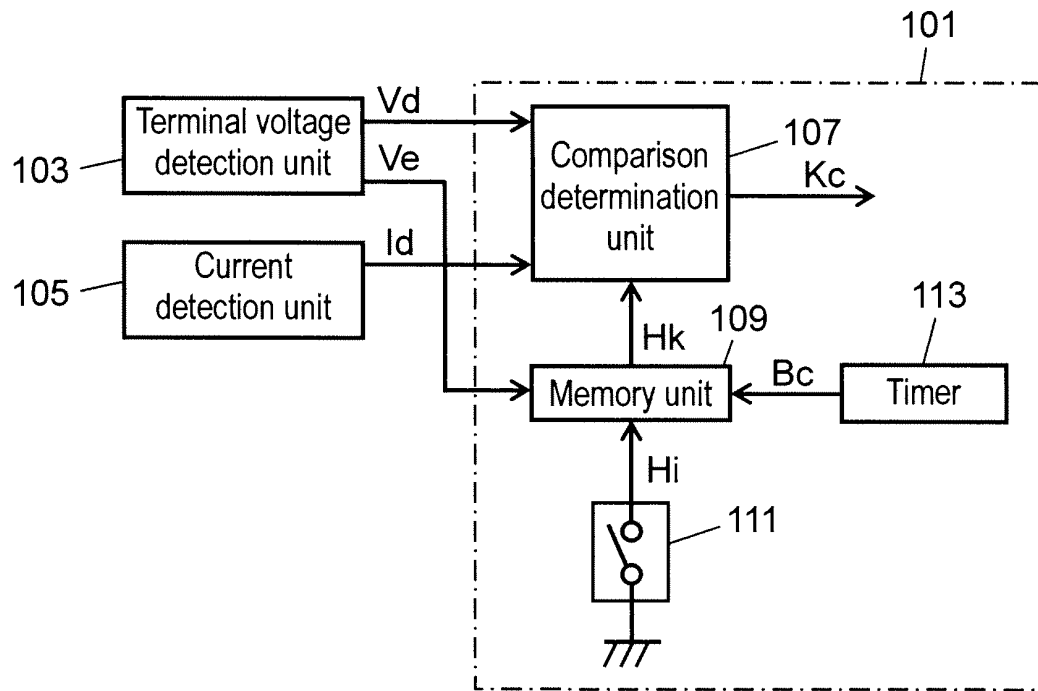 101
Terminal voltage
detection unit
103
Vd
Ve
Comparison
determination
unit
107
Kc
Current
detection unit
105
Id
Hk
109
113
Memory unit
Bc
Timer
Hi
111